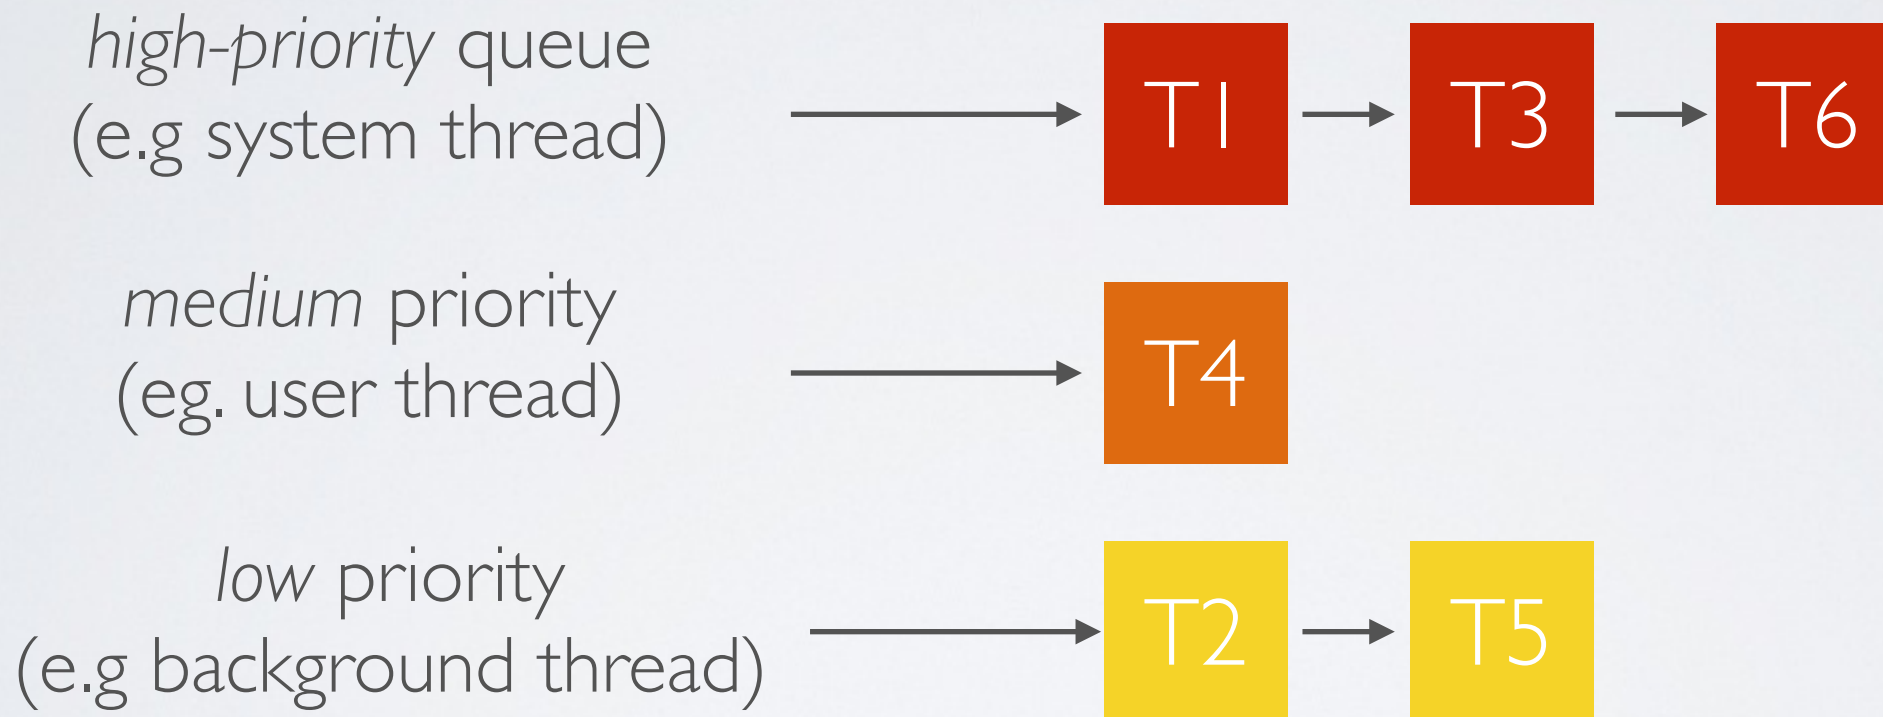 high-priority queue
(e.g system thread)
T1
T3
T6
medium priority
(eg. user thread)
T4
low priority
(e.g background thread)
T2
T5